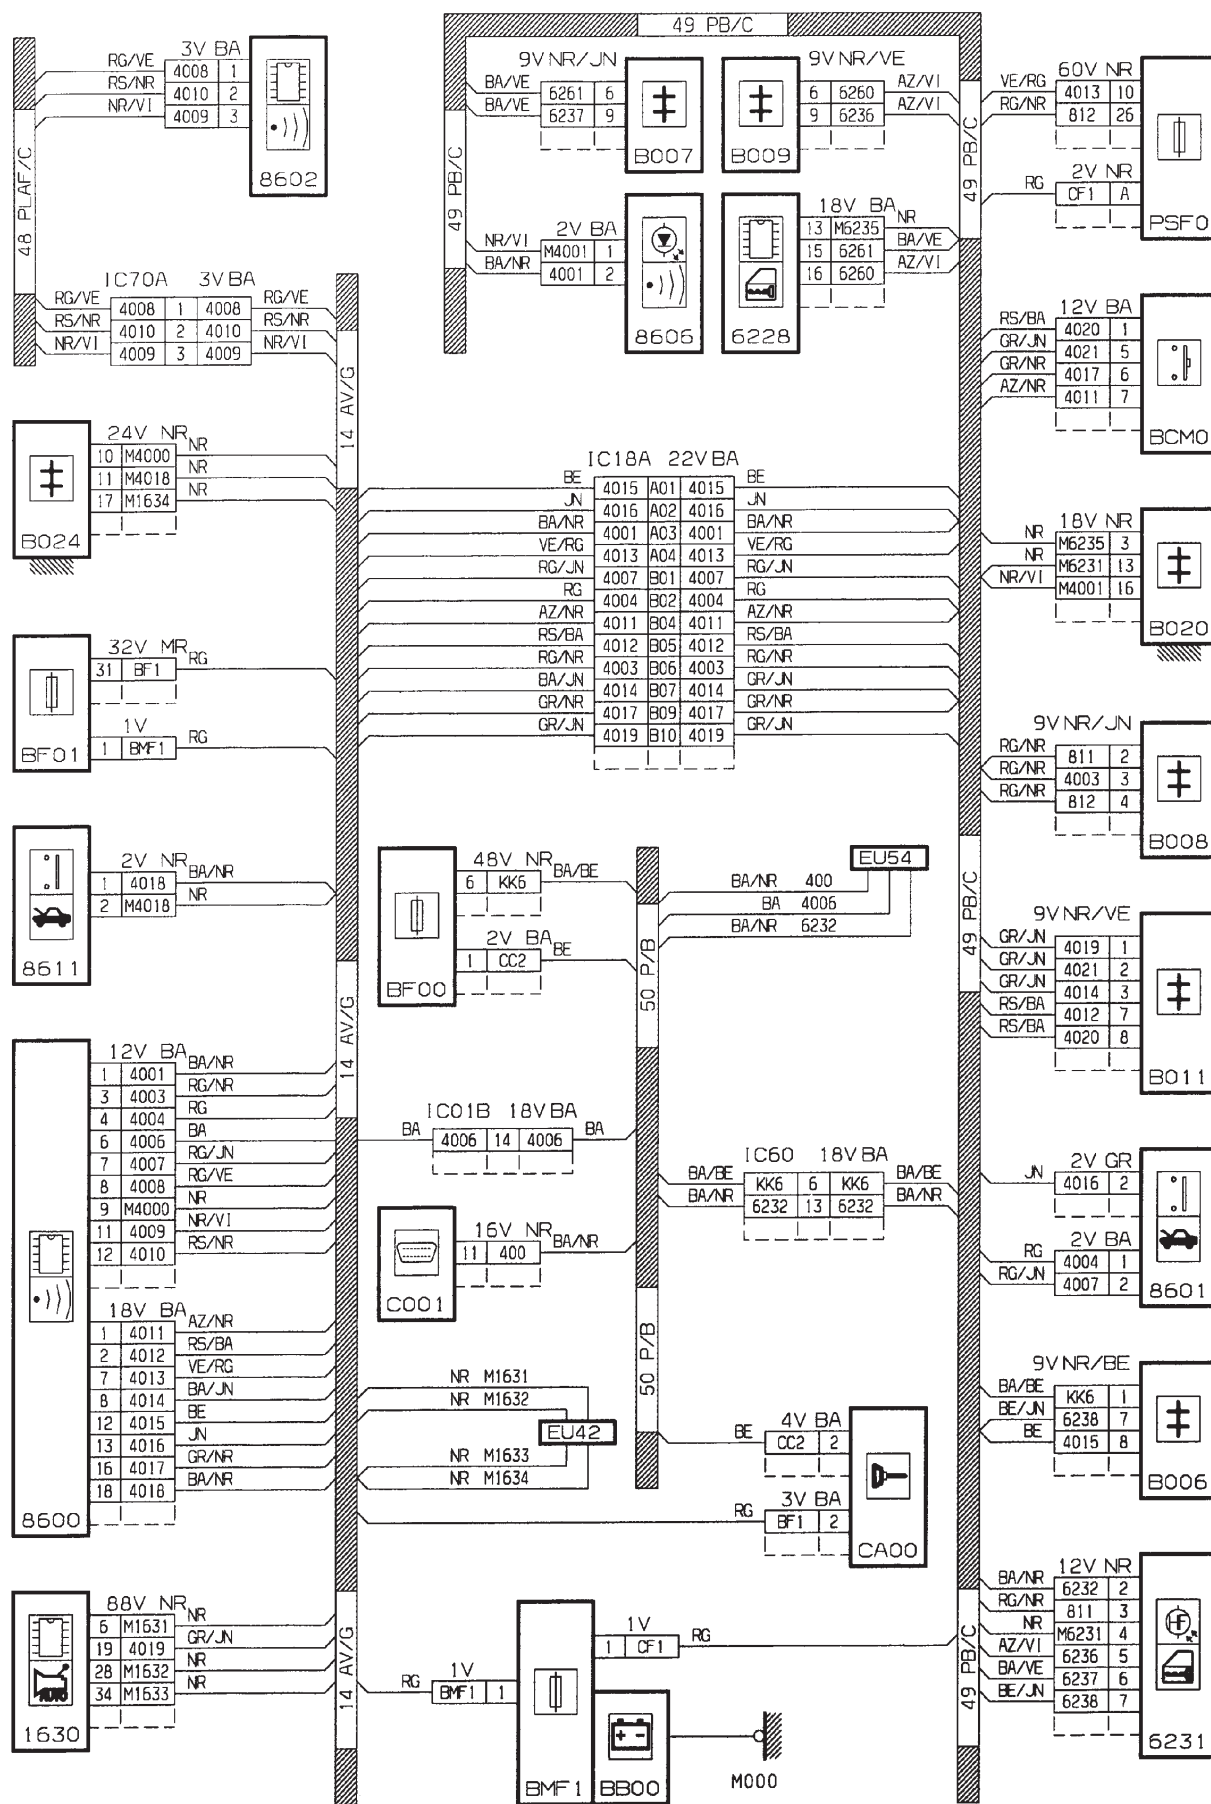 49 PB/C
3V BA
RG/VE 4008 1
RS/NR 4010 2
NR/VI 4009 3
8602
48 PLAF/C
9V NR/JN
BA/VE 6261 6
BA/VE 6237 9
B007
9V NR/VE
6 6260 AZ/VI
9 6236 AZ/VI
B009
49 PB/C
49 PB/C
60V NR
VE/RG 4013 10
RG/NR 812 26
2V NR
RG CF1 A
PSF0
2V BA
NR/VI M4001 1
BA/NR 4001 2
8606
18V BA
13 M6235 NR
15 6261 BA/VE
16 6260 AZ/VI
6228
IC70A 3V BA
RG/VE 4008 1 4008 RG/VE
RS/NR 4010 2 4010 RS/NR
NR/VI 4009 3 4009 NR/VI
14 AV/G
12V BA
RS/BA 4020 1
GR/JN 4021 5
GR/NR 4017 6
AZ/NR 4011 7
BCM0
24V NR
10 M4000 NR
11 M4018 NR
17 M1634 NR
B024
IC18A 22V BA
BE 4015 A01 4015 BE
JN 4016 A02 4016 JN
BA/NR 4001 A03 4001 BA/NR
VE/RG 4013 A04 4013 VE/RG
RG/JN 4007 B01 4007 RG/JN
RG 4004 B02 4004 RG
AZ/NR 4011 B04 4011 AZ/NR
RS/BA 4012 B05 4012 RS/BA
RG/NR 4003 B06 4003 RG/NR
BA/JN 4014 B07 4014 GR/JN
GR/NR 4017 B09 4017 GR/NR
GR/JN 4019 B10 4019 GR/JN
18V NR
NR M6235 3
NR M6231 13
NR/VI M4001 16
B020
32V MR
31 BF1 RG
1V
1 BMF1 RG
BF01
9V NR/JN
RG/NR 811 2
RG/NR 4003 3
RG/NR 812 4
B008
2V NR
1 4018 BA/NR
2 M4018 NR
8611
48V NR
6 KK6 BA/BE
2V BA
1 CC2 BE
BF00
EU54
BA/NR 400
BA 4006
BA/NR 6232
50 P/B
49 PB/C
9V NR/VE
GR/JN 4019 1
GR/JN 4021 2
GR/JN 4014 3
RS/BA 4012 7
RS/BA 4020 8
B011
14 AV/G
12V BA
1 4001 BA/NR
3 4003 RG/NR
4 4004 RG
6 4006 BA
7 4007 RG/JN
8 4008 RG/VE
9 M4000 NR
11 4009 NR/VI
12 4010 RS/NR
18V BA
1 4011 AZ/NR
2 4012 RS/BA
7 4013 VE/RG
8 4014 BA/JN
12 4015 BE
13 4016 JN
16 4017 GR/NR
18 4018 BA/NR
8600
IC01B 18V BA
BA 4006 14 4006 BA
IC60 18V BA
BA/BE KK6 6 KK6 BA/BE
BA/NR 6232 13 6232 BA/NR
16V NR
11 400 BA/NR
C001
50 P/B
2V GR
JN 4016 2
2V BA
RG 4004 1
RG/JN 4007 2
8601
NR M1631
NR M1632
EU42
NR M1633
NR M1634
4V BA
BE CC2 2
3V BA
RG BF1 2
CA00
9V NR/BE
BA/BE KK6 1
BE/JN 6238 7
BE 4015 8
B006
88V NR
6 M1631 NR
19 4019 GR/JN
28 M1632 NR
34 M1633 NR
AUTO
1630
14 AV/G
1V
RG BMF1 1
1V
1 CF1 RG
BMF1
+ -
BB00
M000
49 PB/C
12V NR
BA/NR 6232 2
RG/NR 811 3
NR M6231 4
AZ/VI 6236 5
BA/VE 6237 6
BE/JN 6238 7
F
6231